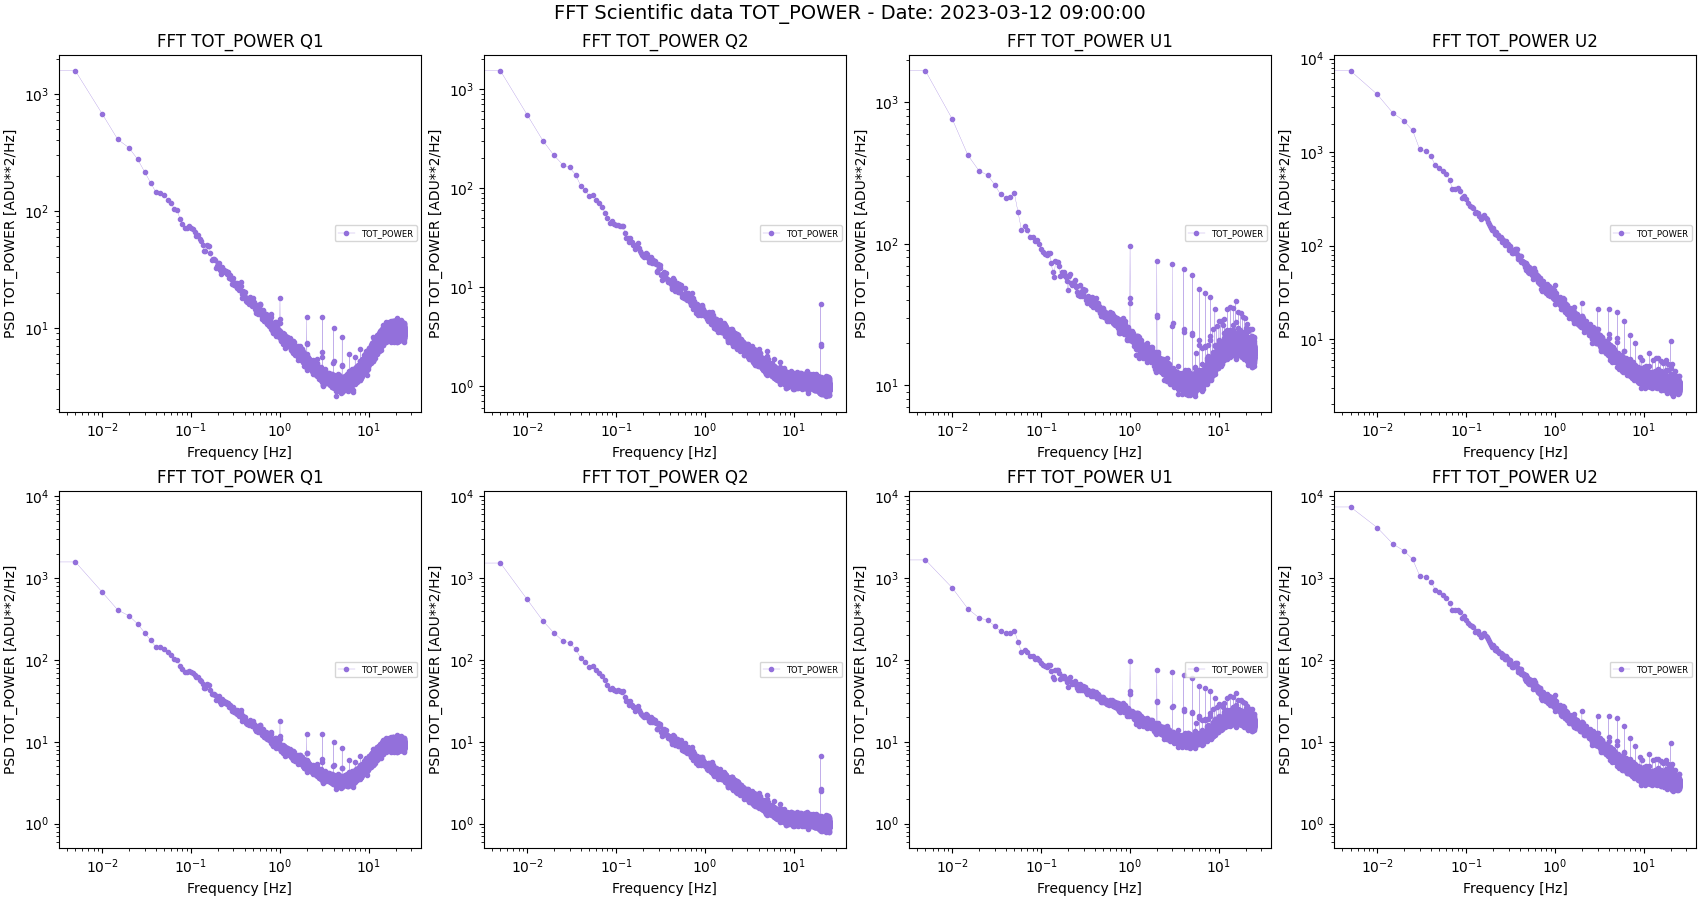 FFT Scientific data TOT_POWER - Date: 2023-03-12 09:00:00
FFT TOT_POWER Q1
PSD TOT_POWER [ADU**2/Hz]
10³
10²
10¹
TOT_POWER
10⁻² 10⁻¹ 10⁰ 10¹
Frequency [Hz]
FFT TOT_POWER Q2
PSD TOT_POWER [ADU**2/Hz]
10³
10²
10¹
10⁰
TOT_POWER
10⁻² 10⁻¹ 10⁰ 10¹
Frequency [Hz]
FFT TOT_POWER U1
PSD TOT_POWER [ADU**2/Hz]
10³
10²
10¹
TOT_POWER
10⁻² 10⁻¹ 10⁰ 10¹
Frequency [Hz]
FFT TOT_POWER U2
PSD TOT_POWER [ADU**2/Hz]
10⁴
10³
10²
10¹
TOT_POWER
10⁻² 10⁻¹ 10⁰ 10¹
Frequency [Hz]
FFT TOT_POWER Q1
PSD TOT_POWER [ADU**2/Hz]
10⁴
10³
10²
10¹
10⁰
TOT_POWER
10⁻² 10⁻¹ 10⁰ 10¹
Frequency [Hz]
FFT TOT_POWER Q2
PSD TOT_POWER [ADU**2/Hz]
10⁴
10³
10²
10¹
10⁰
TOT_POWER
10⁻² 10⁻¹ 10⁰ 10¹
Frequency [Hz]
FFT TOT_POWER U1
PSD TOT_POWER [ADU**2/Hz]
10⁴
10³
10²
10¹
10⁰
TOT_POWER
10⁻² 10⁻¹ 10⁰ 10¹
Frequency [Hz]
FFT TOT_POWER U2
PSD TOT_POWER [ADU**2/Hz]
10⁴
10³
10²
10¹
10⁰
TOT_POWER
10⁻² 10⁻¹ 10⁰ 10¹
Frequency [Hz]